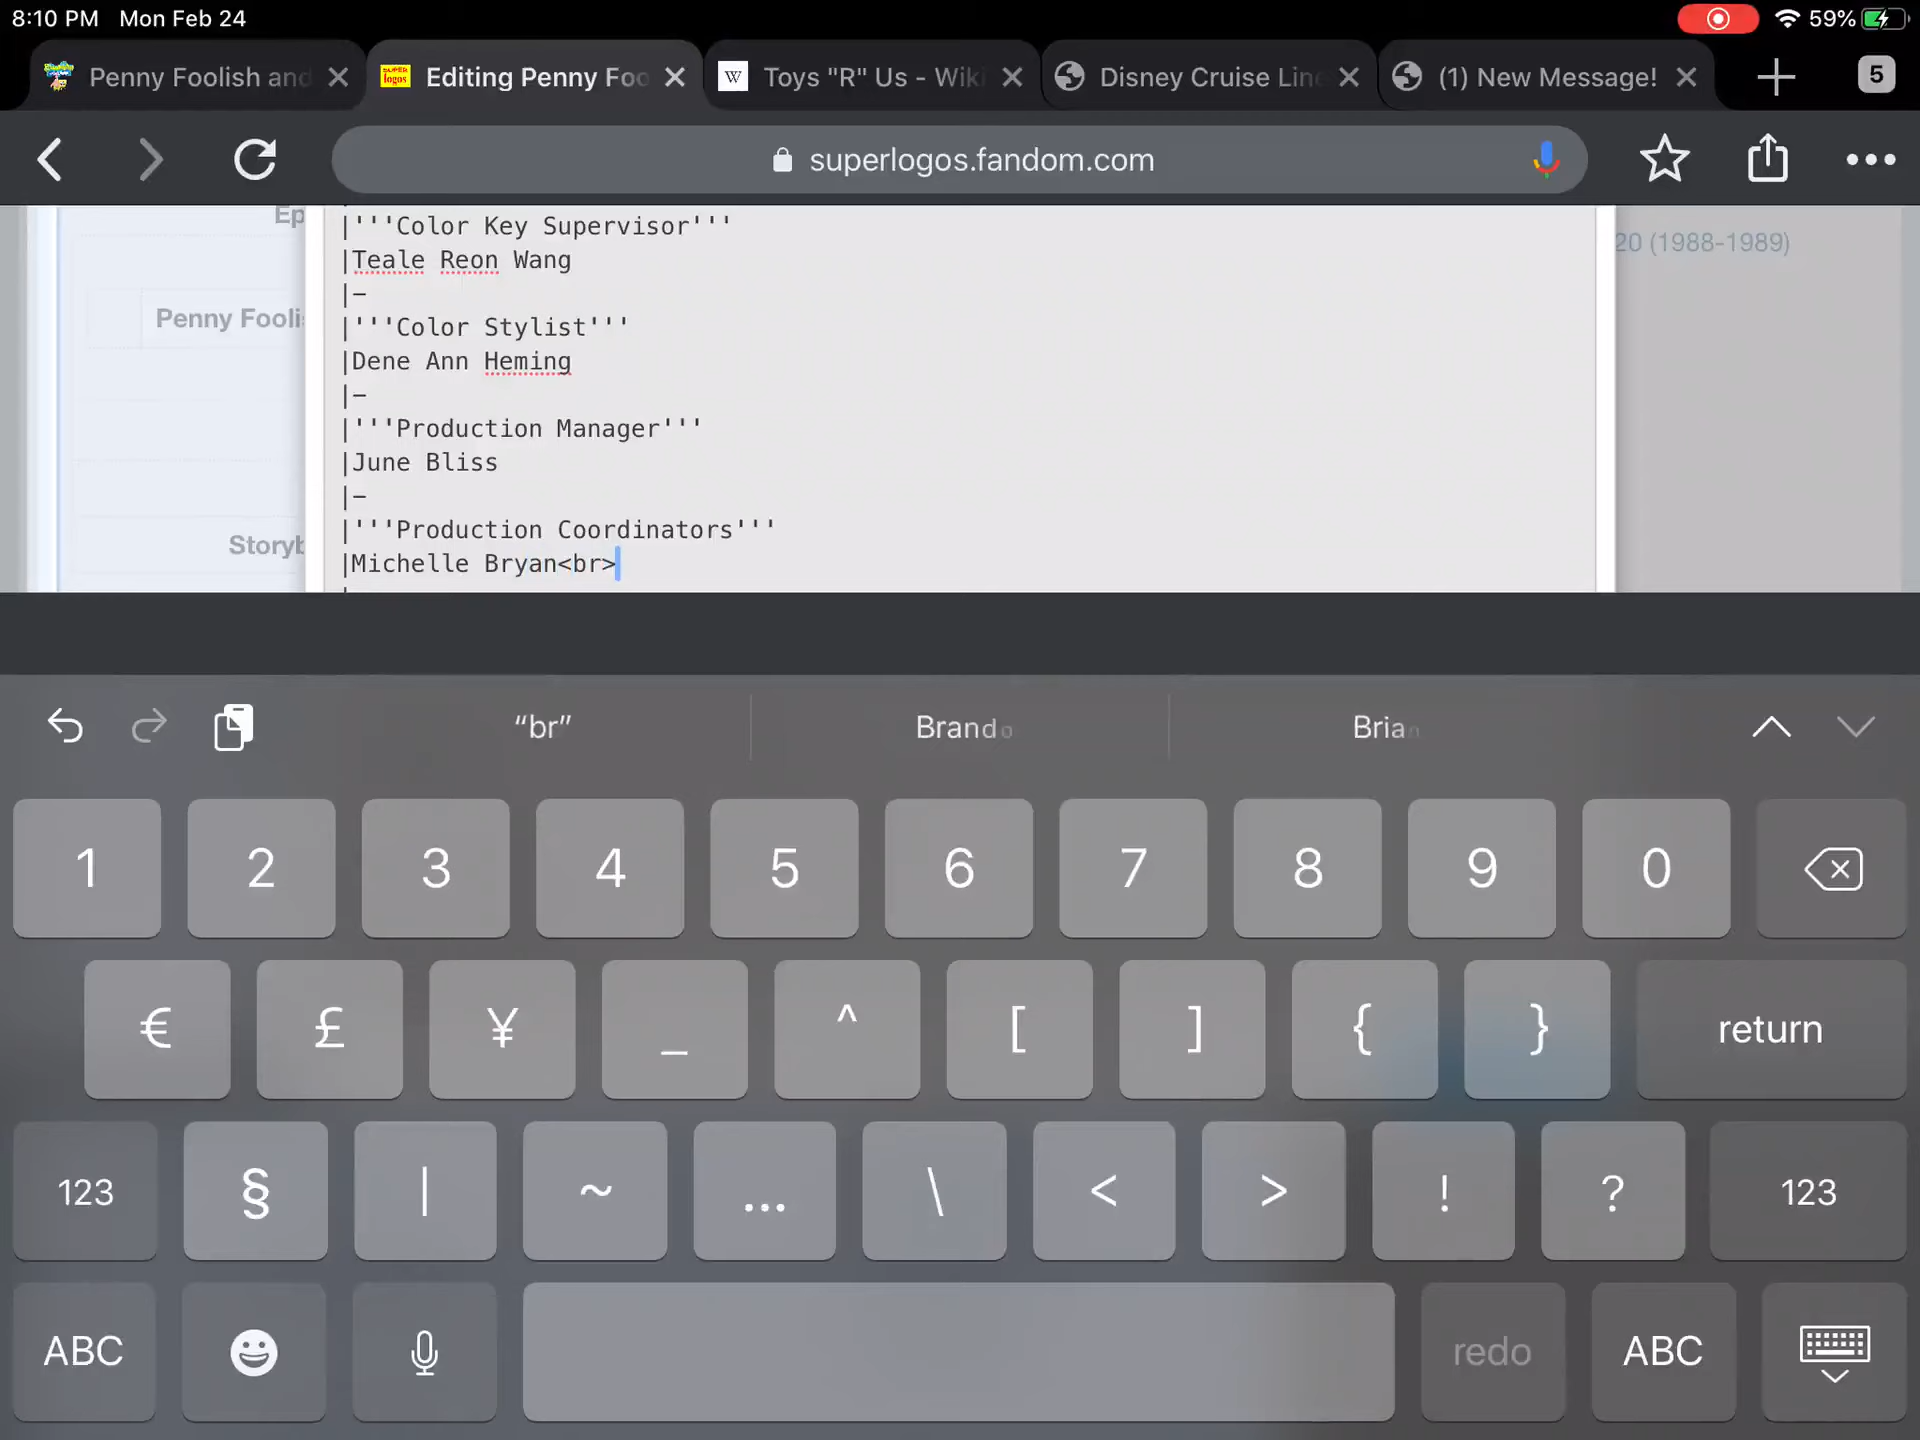 8:10 PM Mon Feb 24
59%
Penny Foolish and
Editing Penny Foo
Toys "R" Us - Wiki
Disney Cruise Line
(1) New Message!
5
superlogos.fandom.com
Ep
20 (1988-1989)
Penny Fooli
Storyb
|'''Color Key Supervisor'''
|Teale Reon Wang
|-
|'''Color Stylist'''
|Dene Ann Heming
|-
|'''Production Manager'''
|June Bliss
|-
|'''Production Coordinators'''
|Michelle Bryan<br>
“br”
Brando
Brian
1 2 3 4 5 6 7 8 9 0
€ £ ¥ _ ^ [ ] { } return
123 § | ~ … \ < > ! ? 123
ABC redo ABC